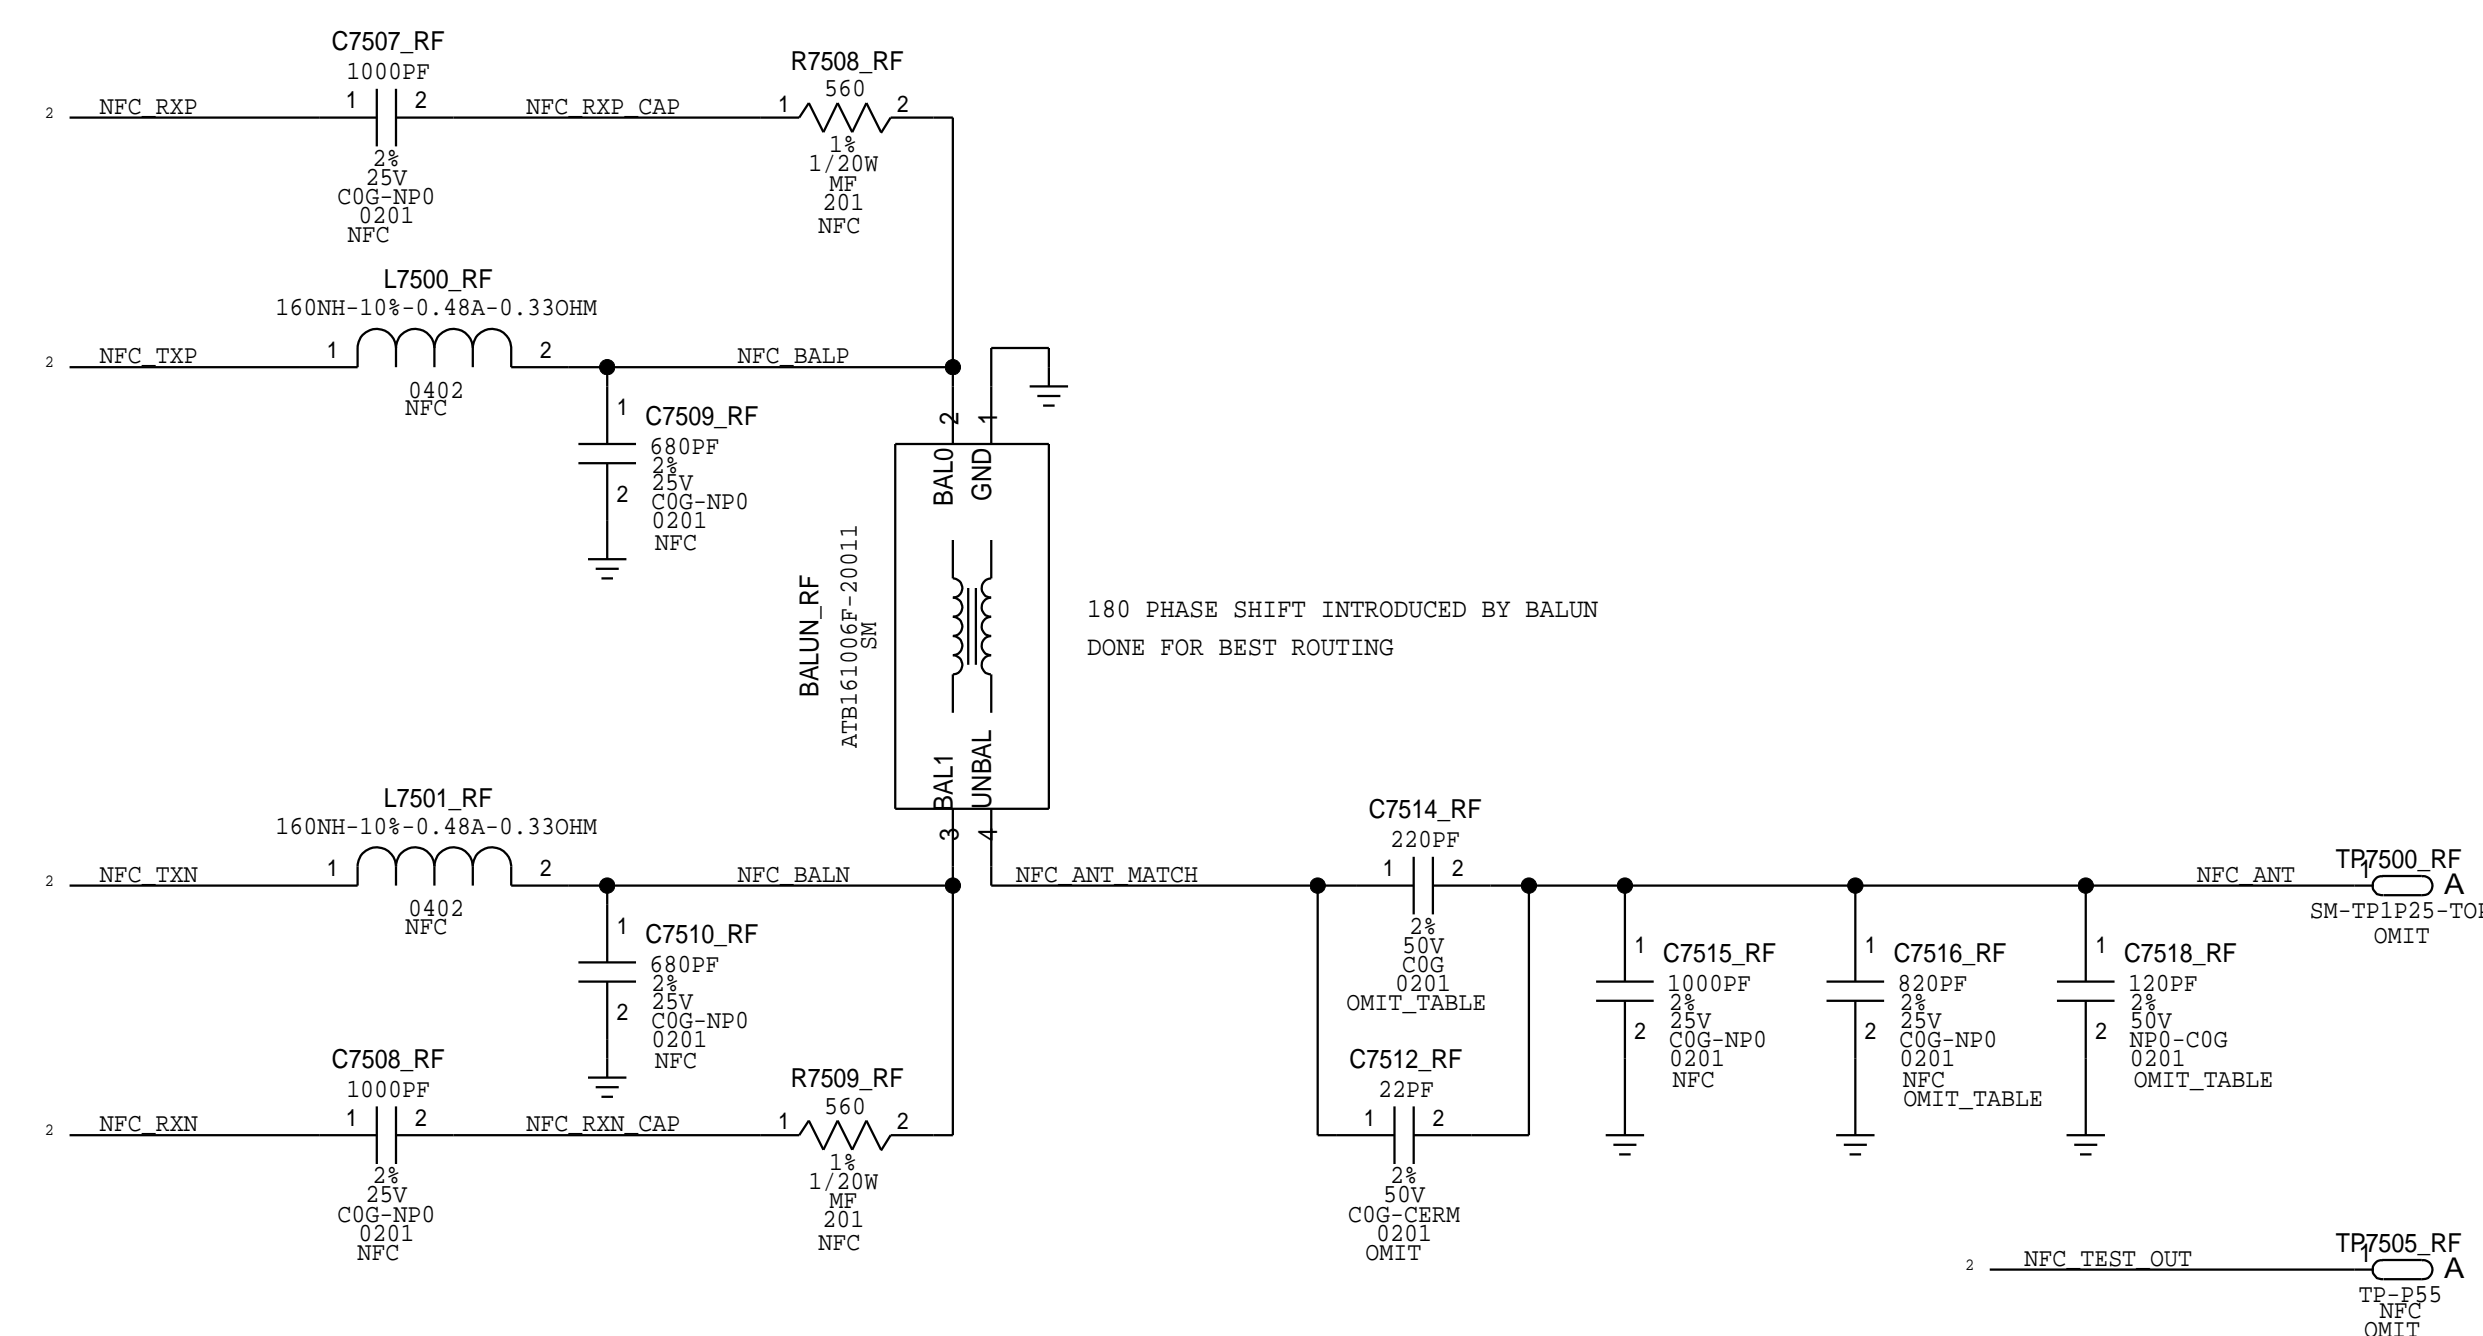 C7507_RF
1000PF
1
2
2 NFC_RXP
NFC_RXP_CAP
2%
25V
C0G-NP0
0201
NFC
R7508_RF
560
1
2
1%
1/20W
MF
201
NFC
L7500_RF
160NH-10%-0.48A-0.33OHM
2 NFC_TXP
1
2
NFC_BALP
0402
NFC
1
C7509_RF
680PF
2%
25V
2
C0G-NP0
0201
NFC
2
1
BAL0
GND
BALUN_RF
ATB161006F-20011
SM
BAL1
UNBAL
3
4
180 PHASE SHIFT INTRODUCED BY BALUN
DONE FOR BEST ROUTING
L7501_RF
160NH-10%-0.48A-0.33OHM
2 NFC_TXN
1
2
NFC_BALN
0402
NFC
1
C7510_RF
680PF
2%
25V
2
C0G-NP0
0201
NFC
C7508_RF
1000PF
1
2
2 NFC_RXN
NFC_RXN_CAP
2%
25V
C0G-NP0
0201
NFC
R7509_RF
560
1
2
1%
1/20W
MF
201
NFC
NFC_ANT_MATCH
C7514_RF
220PF
1
2
2%
50V
C0G
0201
OMIT_TABLE
C7512_RF
22PF
1
2
2%
50V
C0G-CERM
0201
OMIT
1
C7515_RF
1000PF
2%
25V
2
C0G-NP0
0201
NFC
1
C7516_RF
820PF
2%
25V
2
C0G-NP0
0201
NFC
OMIT_TABLE
1
C7518_RF
120PF
2%
50V
2
NP0-C0G
0201
OMIT_TABLE
NFC_ANT
TP7500_RF
1
A
SM-TP1P25-TOP
OMIT
2 NFC_TEST_OUT
TP7505_RF
1
A
TP-P55
NFC
OMIT